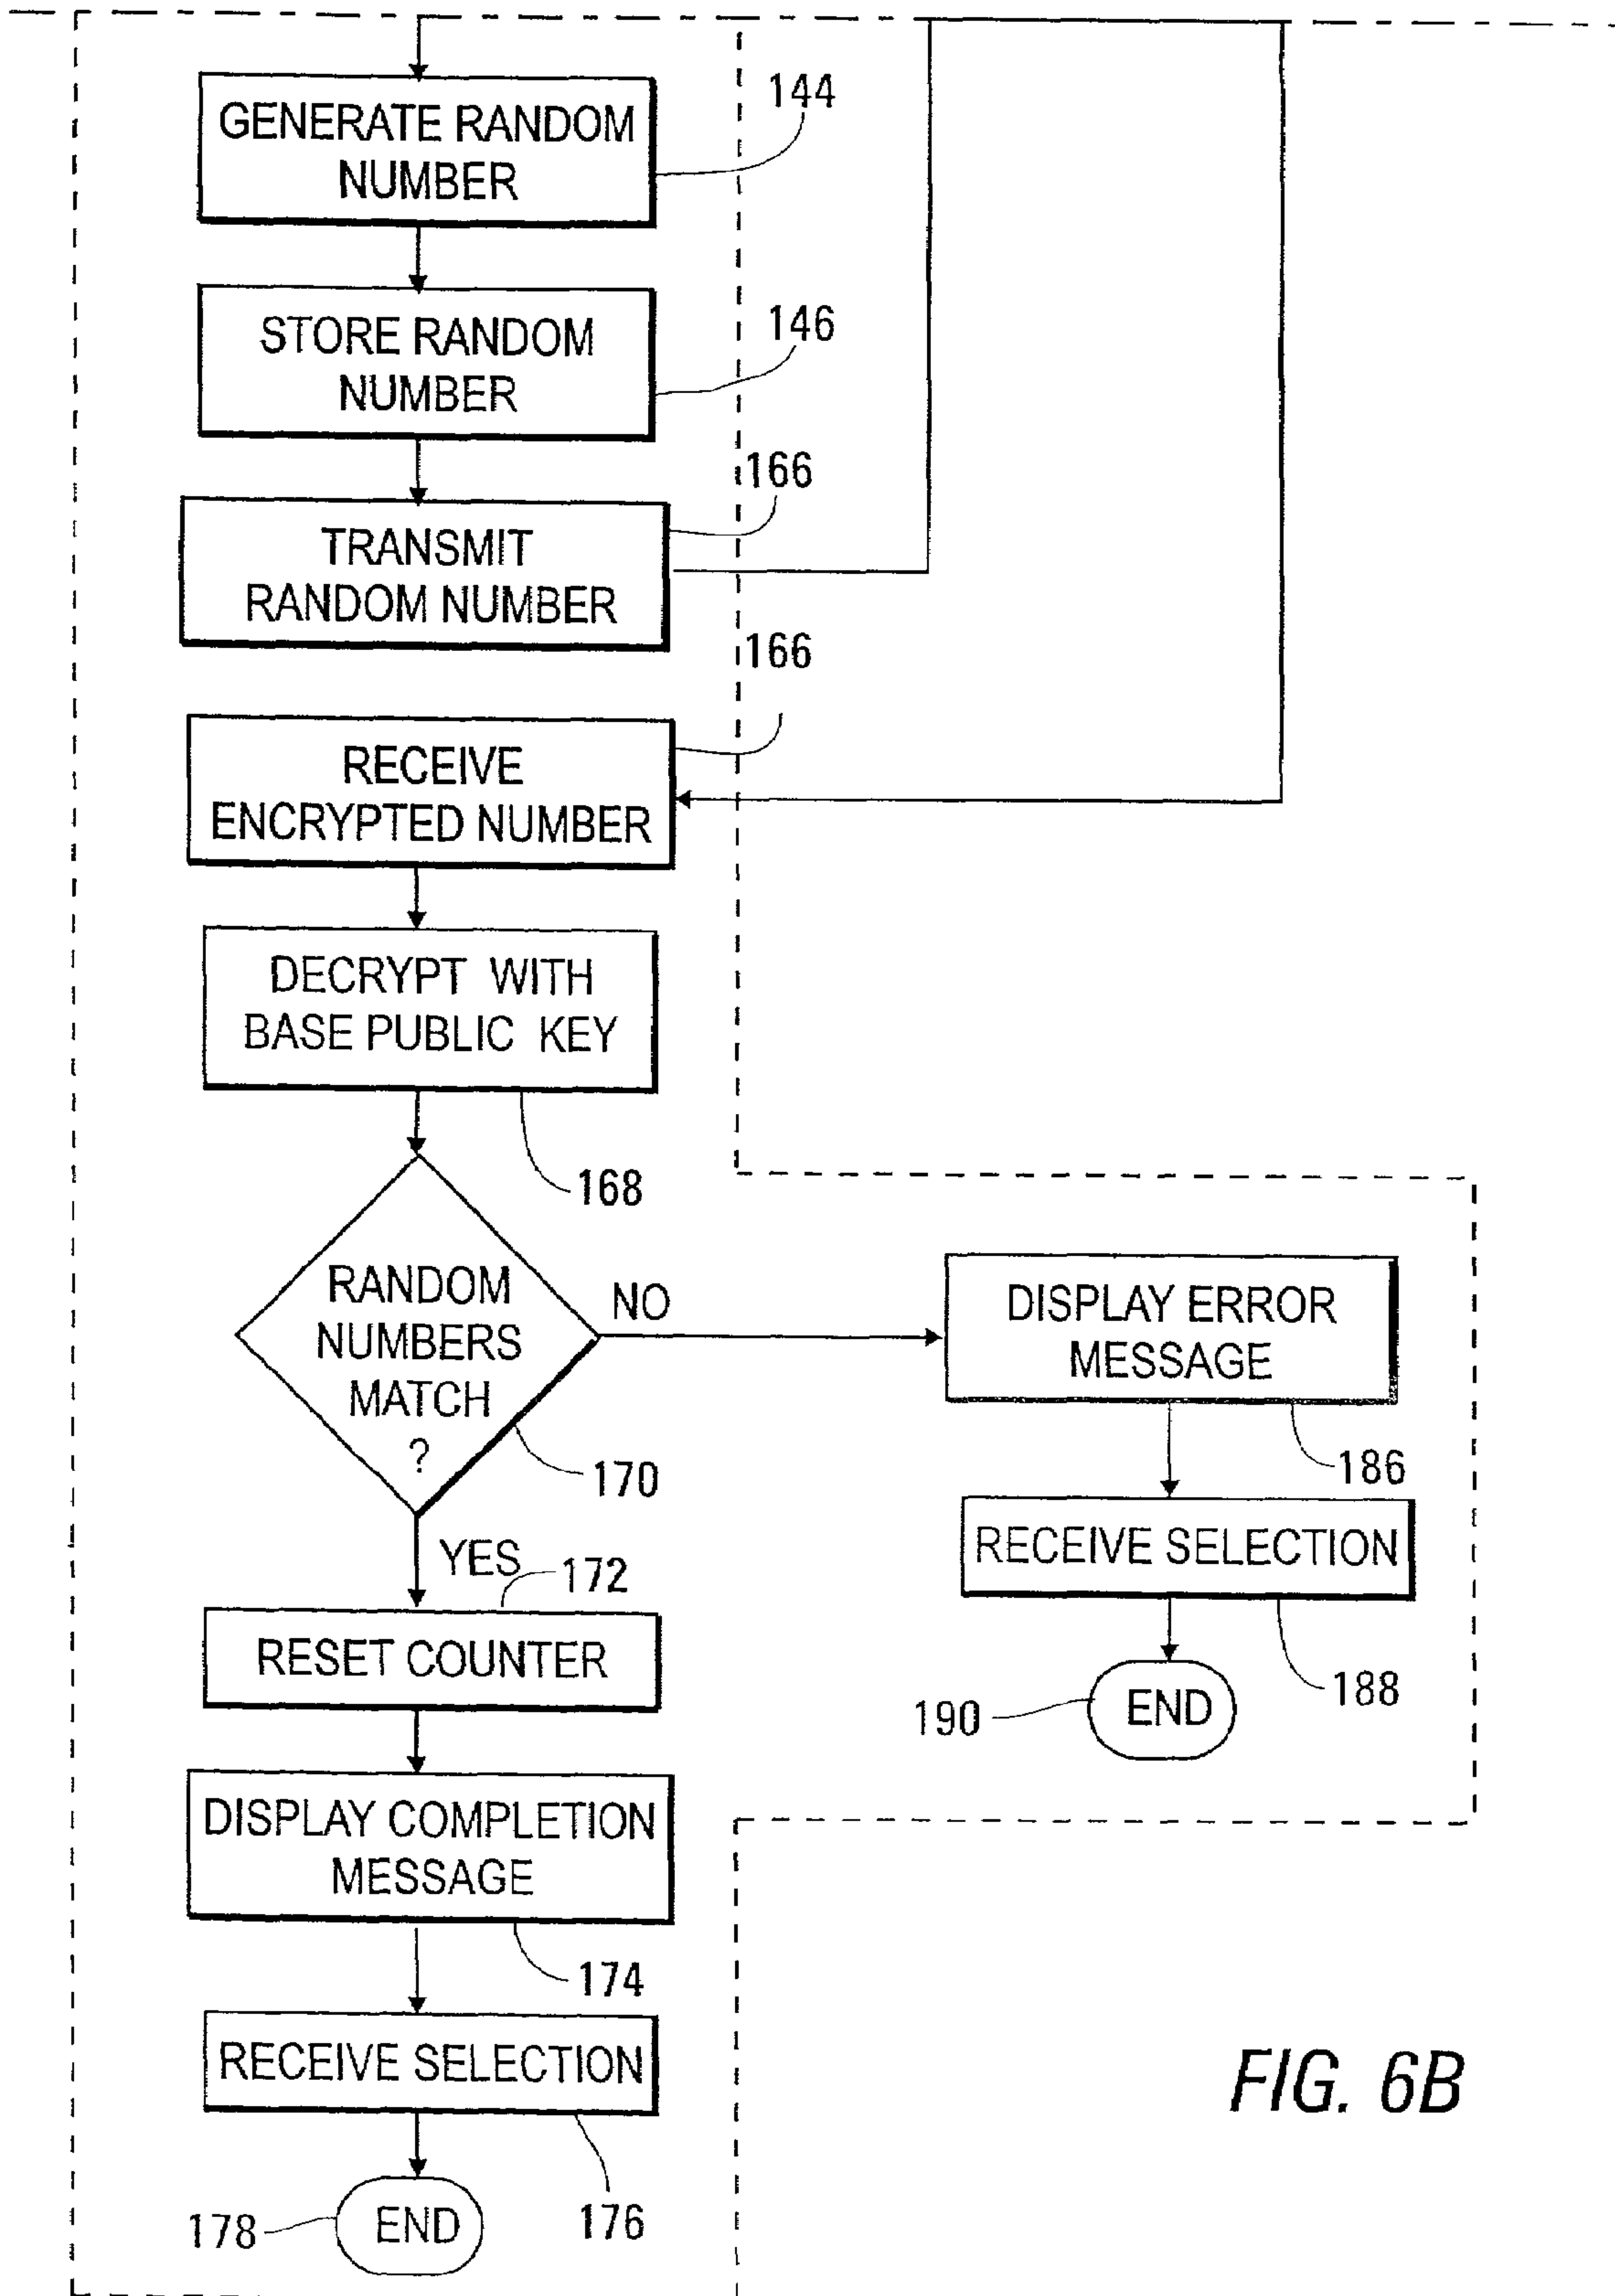 GENERATE RANDOM
NUMBER
144
STORE RANDOM
NUMBER
146
TRANSMIT
RANDOM NUMBER
166
RECEIVE
ENCRYPTED NUMBER
166
DECRYPT WITH
BASE PUBLIC KEY
168
RANDOM
NUMBERS
MATCH
?
170
NO
DISPLAY ERROR
MESSAGE
186
RECEIVE SELECTION
188
END
190
YES
172
RESET COUNTER
DISPLAY COMPLETION
MESSAGE
174
RECEIVE SELECTION
176
END
178
FIG. 6B